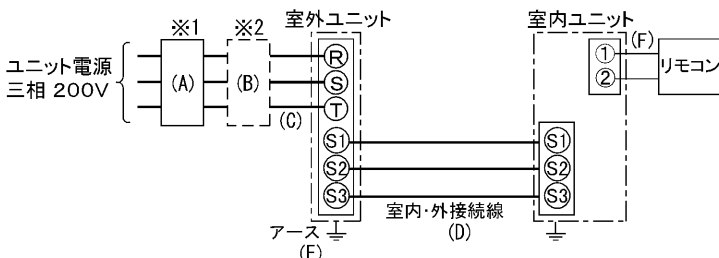 ※1
※2
室外ユニット
室内ユニット
ユニット電源
三相 200V
(A)
(B)
(C)
R
S
T
S1
S2
S3
室内・外接続線
(D)
アース
(E)
S1
S2
S3
1
2
(F)
リモコン